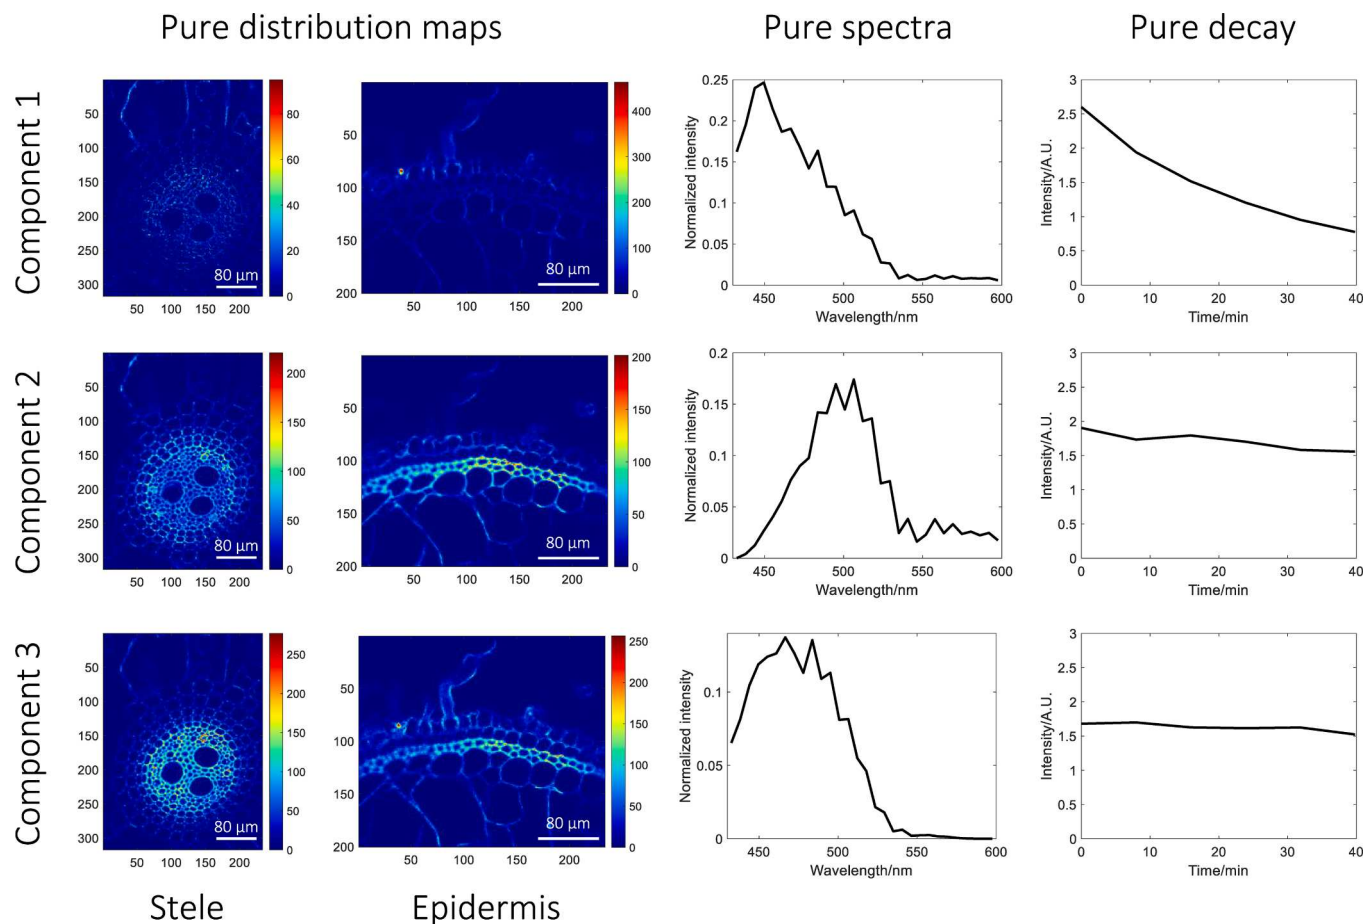 Pure distribution maps Pure spectra Pure decay
Component 1
50
100
150
200
250
300
50 100 150 200
80
60
40
20
0
80 µm
50
100
150
200
50 100 150 200
400
300
200
100
0
80 µm
0.25
0.2
0.15
0.1
0.05
0
450 500 550 600
Normalized intensity
Wavelength/nm
3
2.5
2
1.5
1
0.5
0
0 10 20 30 40
Intensity/A.U.
Time/min
Component 2
50
100
150
200
250
300
50 100 150 200
200
150
100
50
0
80 µm
50
100
150
200
50 100 150 200
200
150
100
50
0
80 µm
0.2
0.15
0.1
0.05
0
450 500 550 600
Normalized intensity
Wavelength/nm
3
2.5
2
1.5
1
0.5
0
0 10 20 30 40
Intensity/A.U.
Time/min
Component 3
50
100
150
200
250
300
50 100 150 200
250
200
150
100
50
0
80 µm
50
100
150
200
50 100 150 200
250
200
150
100
50
0
80 µm
0.1
0.05
0
450 500 550 600
Normalized intensity
Wavelength/nm
3
2.5
2
1.5
1
0.5
0
0 10 20 30 40
Intensity/A.U.
Time/min
Stele Epidermis